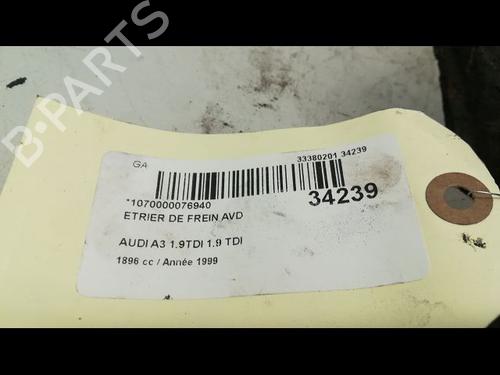 B-PARTS
GA
33380201 34239
*1070000076940
34239
ETRIER DE FREIN AVD
AUDI A3 1.9TDI 1.9 TDI
1896 cc / Année 1999